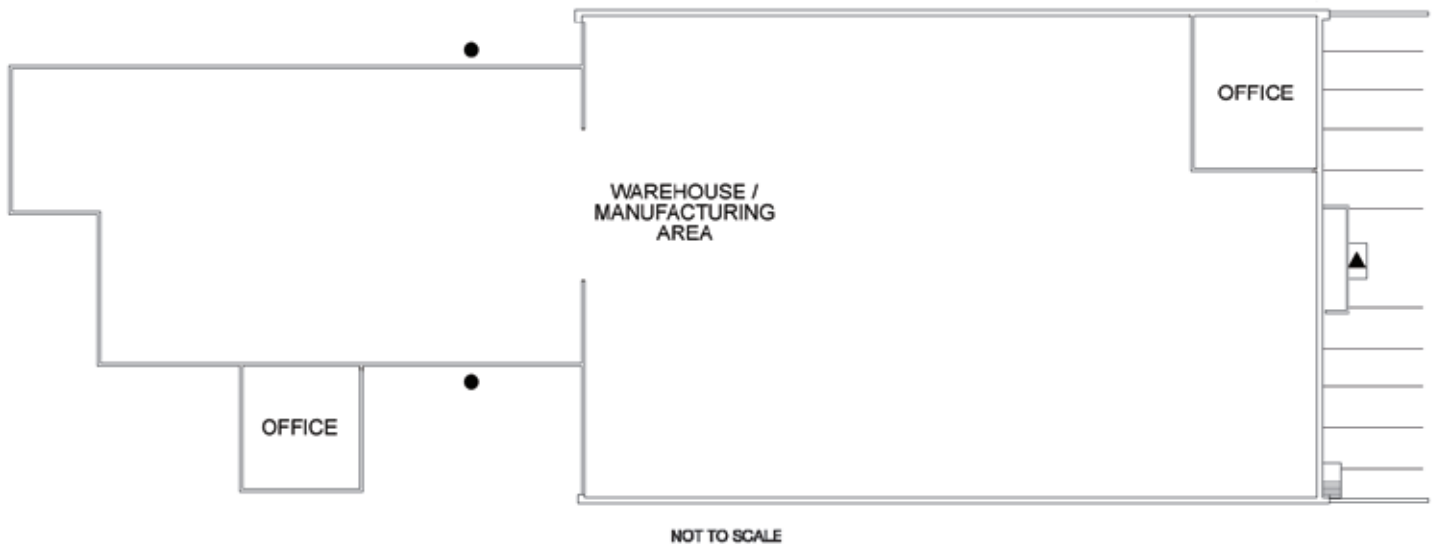 OFFICE
WAREHOUSE /
MANUFACTURING
AREA
OFFICE
NOT TO SCALE